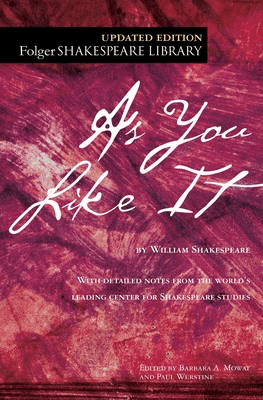 UPDATED EDITION
Folger SHAKESPEARE LIBRARY
As You
Like It
BY WILLIAM SHAKESPEARE
WITH DETAILED NOTES FROM THE WORLD'S
LEADING CENTER FOR SHAKESPEARE STUDIES
EDITED BY BARBARA A. MOWAT
AND PAUL WERSTINE